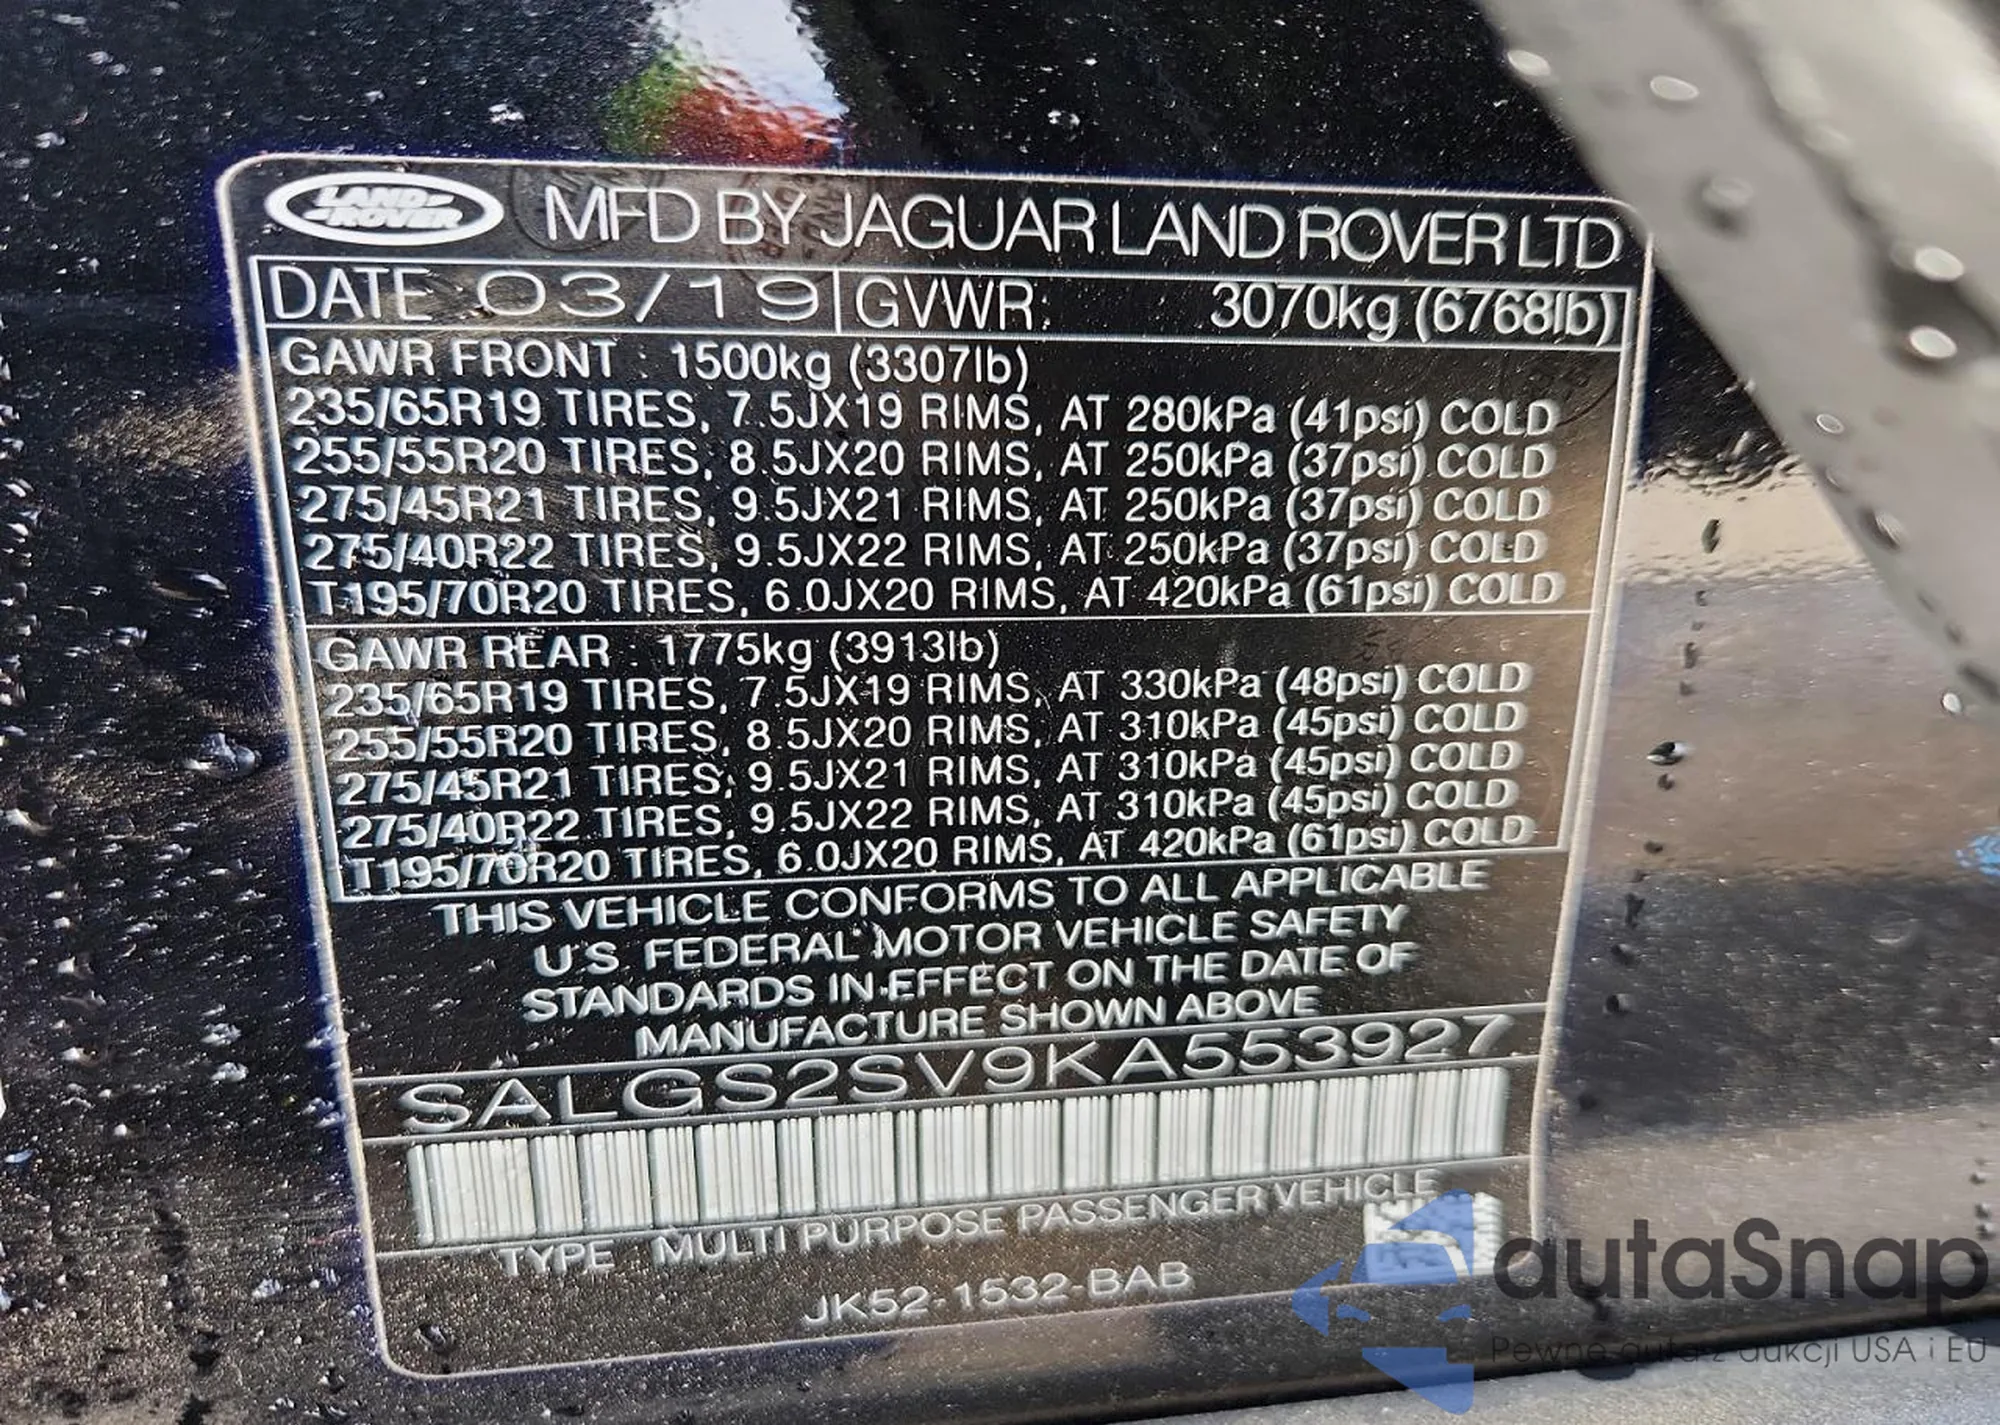 LAND ROVER MFD BY JAGUAR LAND ROVER LTD
DATE : 03/19 GVWR: 3070kg (6768lb)
GAWR FRONT : 1500kg (3307lb)
235/65R19 TIRES, 7.5JX19 RIMS, AT 280kPa (41psi) COLD
255/55R20 TIRES, 8.5JX20 RIMS, AT 250kPa (37psi) COLD
275/45R21 TIRES, 9.5JX21 RIMS, AT 250kPa (37psi) COLD
275/40R22 TIRES, 9.5JX22 RIMS, AT 250kPa (37psi) COLD
T195/70R20 TIRES, 6.0JX20 RIMS, AT 420kPa (61psi) COLD
GAWR REAR : 1775kg (3913lb)
235/65R19 TIRES, 7.5JX19 RIMS, AT 330kPa (48psi) COLD
255/55R20 TIRES, 8.5JX20 RIMS, AT 310kPa (45psi) COLD
275/45R21 TIRES, 9.5JX21 RIMS, AT 310kPa (45psi) COLD
275/40R22 TIRES, 9.5JX22 RIMS, AT 310kPa (45psi) COLD
T195/70R20 TIRES, 6.0JX20 RIMS, AT 420kPa (61psi) COLD
THIS VEHICLE CONFORMS TO ALL APPLICABLE
U.S. FEDERAL MOTOR VEHICLE SAFETY
STANDARDS IN EFFECT ON THE DATE OF
MANUFACTURE SHOWN ABOVE
SALGS2SV9KA553927
TYPE MULTI PURPOSE PASSENGER VEHICLE
JK52-1532-BAB
autaSnap
Pewne auta z aukcji USA i EU